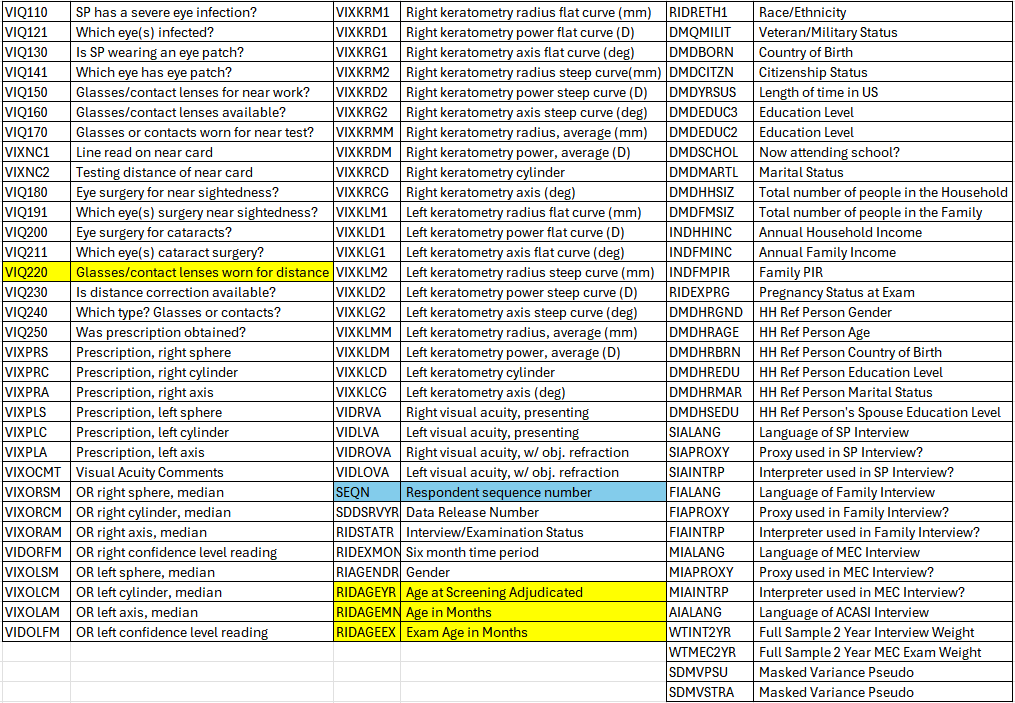 VIQ110 SP has a severe eye infection? VIXKRM1 Right keratometry radius flat curve (mm) RIDRETH1 Race/Ethnicity
VIQ121 Which eye(s) infected? VIXKRD1 Right keratometry power flat curve (D) DMQMILIT Veteran/Military Status
VIQ130 Is SP wearing an eye patch? VIXKRG1 Right keratometry axis flat curve (deg) DMDBORN Country of Birth
VIQ141 Which eye has eye patch? VIXKRM2 Right keratometry radius steep curve(mm) DMDCITZN Citizenship Status
VIQ150 Glasses/contact lenses for near work? VIXKRD2 Right keratometry power steep curve (D) DMDYRSUS Length of time in US
VIQ160 Glasses/contact lenses available? VIXKRG2 Right keratometry axis steep curve (deg) DMDEDUC3 Education Level
VIQ170 Glasses or contacts worn for near test? VIXKRMM Right keratometry radius, average (mm) DMDEDUC2 Education Level
VIXNC1 Line read on near card VIXKRDM Right keratometry power, average (D) DMDSCHOL Now attending school?
VIXNC2 Testing distance of near card VIXKRCD Right keratometry cylinder DMDMARTL Marital Status
VIQ180 Eye surgery for near sightedness? VIXKRCG Right keratometry axis (deg) DMDHHSIZ Total number of people in the Household
VIQ191 Which eye(s) surgery near sightedness? VIXKLM1 Left keratometry radius flat curve (mm) DMDFMSIZ Total number of people in the Family
VIQ200 Eye surgery for cataracts? VIXKLD1 Left keratometry power flat curve (D) INDHHINC Annual Household Income
VIQ211 Which eye(s) cataract surgery? VIXKLG1 Left keratometry axis flat curve (deg) INDFMINC Annual Family Income
VIQ220 Glasses/contact lenses worn for distance VIXKLM2 Left keratometry radius steep curve (mm) INDFMPIR Family PIR
VIQ230 Is distance correction available? VIXKLD2 Left keratometry power steep curve (D) RIDEXPRG Pregnancy Status at Exam
VIQ240 Which type? Glasses or contacts? VIXKLG2 Left keratometry axis steep curve (deg) DMDHRGND HH Ref Person Gender
VIQ250 Was prescription obtained? VIXKLMM Left keratometry radius, average (mm) DMDHRAGE HH Ref Person Age
VIXPRS Prescription, right sphere VIXKLDM Left keratometry power, average (D) DMDHRBRN HH Ref Person Country of Birth
VIXPRC Prescription, right cylinder VIXKLCD Left keratometry cylinder DMDHREDU HH Ref Person Education Level
VIXPRA Prescription, right axis VIXKLCG Left keratometry axis (deg) DMDHRMAR HH Ref Person Marital Status
VIXPLS Prescription, left sphere VIDRVA Right visual acuity, presenting DMDHSEDU HH Ref Person's Spouse Education Level
VIXPLC Prescription, left cylinder VIDLVA Left visual acuity, presenting SIALANG Language of SP Interview
VIXPLA Prescription, left axis VIDROVA Right visual acuity, w/ obj. refraction SIAPROXY Proxy used in SP Interview?
VIXOCMT Visual Acuity Comments VIDLOVA Left visual acuity, w/ obj. refraction SIAINTRP Interpreter used in SP Interview?
VIXORSM OR right sphere, median SEQN Respondent sequence number FIALANG Language of Family Interview
VIXORCM OR right cylinder, median SDDSRVYR Data Release Number FIAPROXY Proxy used in Family Interview?
VIXORAM OR right axis, median RIDSTATR Interview/Examination Status FIAINTRP Interpreter used in Family Interview?
VIDORFM OR right confidence level reading RIDEXMON Six month time period MIALANG Language of MEC Interview
VIXOLSM OR left sphere, median RIAGENDR Gender MIAPROXY Proxy used in MEC Interview?
VIXOLCM OR left cylinder, median RIDAGEYR Age at Screening Adjudicated MIAINTRP Interpreter used in MEC Interview?
VIXOLAM OR left axis, median RIDAGEMN Age in Months AIALANG Language of ACASI Interview
VIDOLFM OR left confidence level reading RIDAGEEX Exam Age in Months WTINT2YR Full Sample 2 Year Interview Weight
WTMEC2YR Full Sample 2 Year MEC Exam Weight
SDMVPSU Masked Variance Pseudo
SDMVSTRA Masked Variance Pseudo